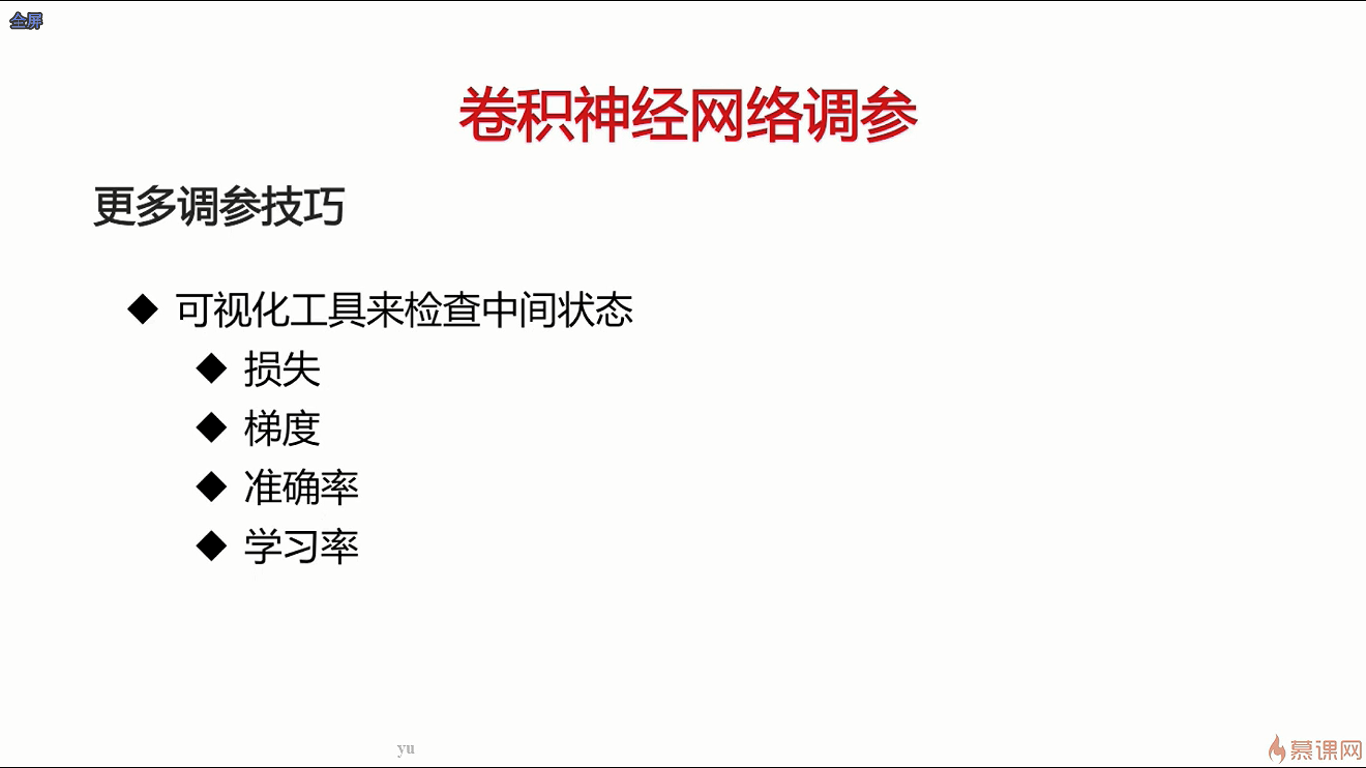 全屏
卷积神经网络调参
更多调参技巧
◆ 可视化工具来检查中间状态
◆ 损失
◆ 梯度
◆ 准确率
◆ 学习率
yu
慕课网